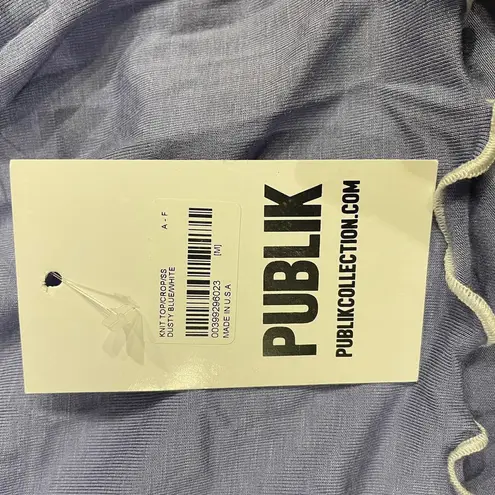 PUBLIK
PUBLIKCOLLECTION.COM
A - F
KNIT TOP/CROP/SS
DUSTY BLUE/WHITE
[M]
00399296023
MADE IN U.S.A